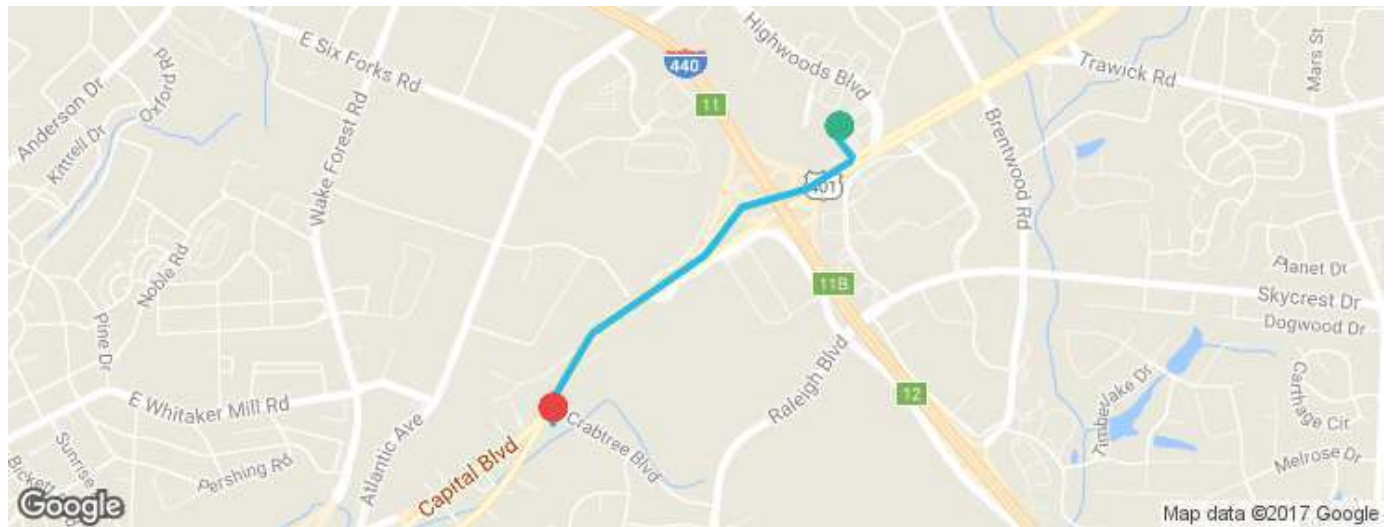 E Six Forks Rd
Highwoods Blvd
440
Trawick Rd
Mars St
Oxford Rd
Anderson Dr
Kittrell Dr
11
Wake Forest Rd
Brentwood Rd
401
Noble Rd
Planet Dr
11B
Skycrest Dr
Dogwood Dr
Pine Dr
Raleigh Blvd
Timber Lake Dr
Carthage Cir
E Whitaker Mill Rd
12
Atlantic Ave
Crabtree Blvd
Capital Blvd
Sunrise
Pershing Rd
Melrose Dr
Bickett
Google
Map data ©2017 Google